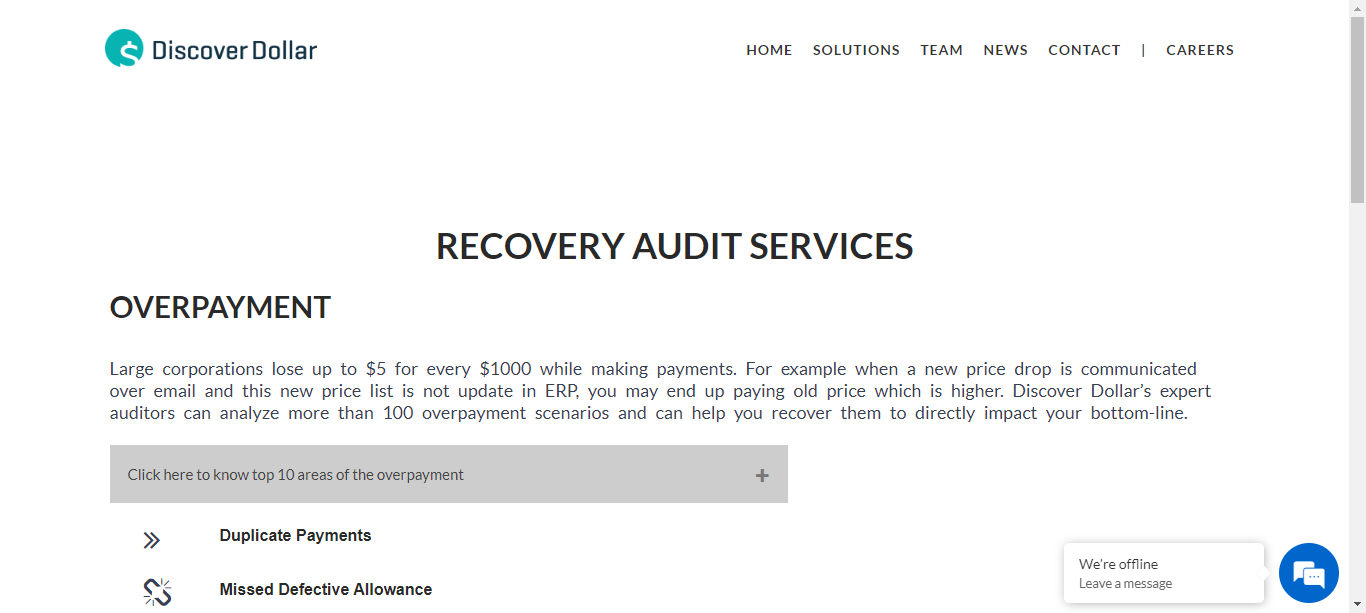 Discover Dollar
HOME SOLUTIONS TEAM NEWS CONTACT | CAREERS
RECOVERY AUDIT SERVICES
OVERPAYMENT
Large corporations lose up to $5 for every $1000 while making payments. For example when a new price drop is communicated
over email and this new price list is not update in ERP, you may end up paying old price which is higher. Discover Dollar’s expert
auditors can analyze more than 100 overpayment scenarios and can help you recover them to directly impact your bottom-line.
Click here to know top 10 areas of the overpayment +
Duplicate Payments
Missed Defective Allowance
We're offline
Leave a message